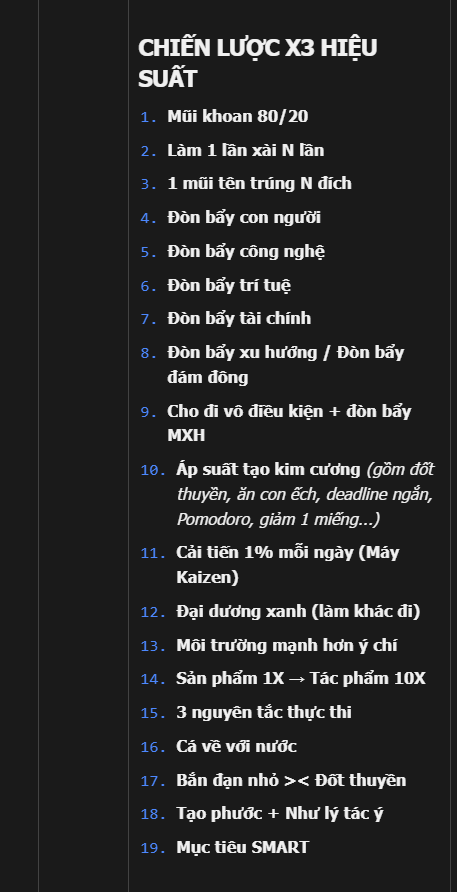 CHIẾN LƯỢC X3 HIỆU
SUẤT
1. Mũi khoan 80/20
2. Làm 1 lần xài N lần
3. 1 mũi tên trúng N đích
4. Đòn bẩy con người
5. Đòn bẩy công nghệ
6. Đòn bẩy trí tuệ
7. Đòn bẩy tài chính
8. Đòn bẩy xu hướng / Đòn bẩy
đám đông
9. Cho đi vô điều kiện + đòn bẩy
MXH
10. Áp suất tạo kim cương (gồm đốt
thuyền, ăn con ếch, deadline ngắn,
Pomodoro, giảm 1 miếng...)
11. Cải tiến 1% mỗi ngày (Máy
Kaizen)
12. Đại dương xanh (làm khác đi)
13. Môi trường mạnh hơn ý chí
14. Sản phẩm 1X → Tác phẩm 10X
15. 3 nguyên tắc thực thi
16. Cá về với nước
17. Bắn đạn nhỏ >< Đốt thuyền
18. Tạo phước + Như lý tác ý
19. Mục tiêu SMART